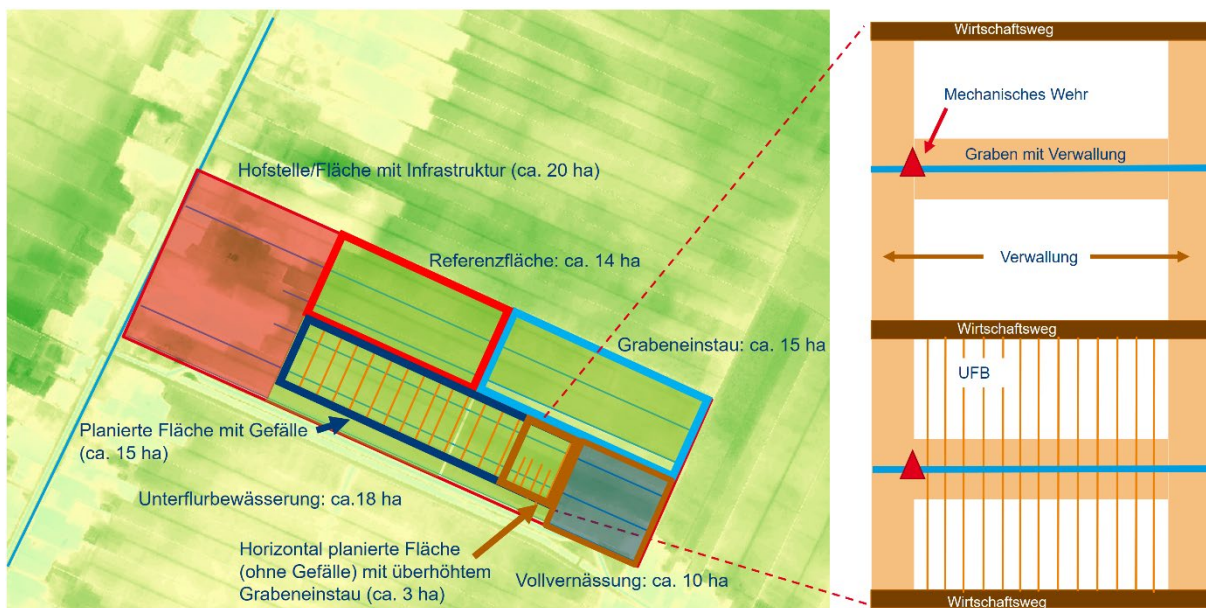 Hofstelle/Fläche mit Infrastruktur (ca. 20 ha)
Referenzfläche: ca. 14 ha
Grabeneinstau: ca. 15 ha
Planierte Fläche mit Gefälle
(ca. 15 ha)
Unterflurbewässerung: ca.18 ha
Horizontal planierte Fläche
(ohne Gefälle) mit überhöhtem
Grabeneinstau (ca. 3 ha)
Vollvernässung: ca. 10 ha
Wirtschaftsweg
Mechanisches Wehr
Graben mit Verwallung
Verwallung
Wirtschaftsweg
UFB
Wirtschaftsweg